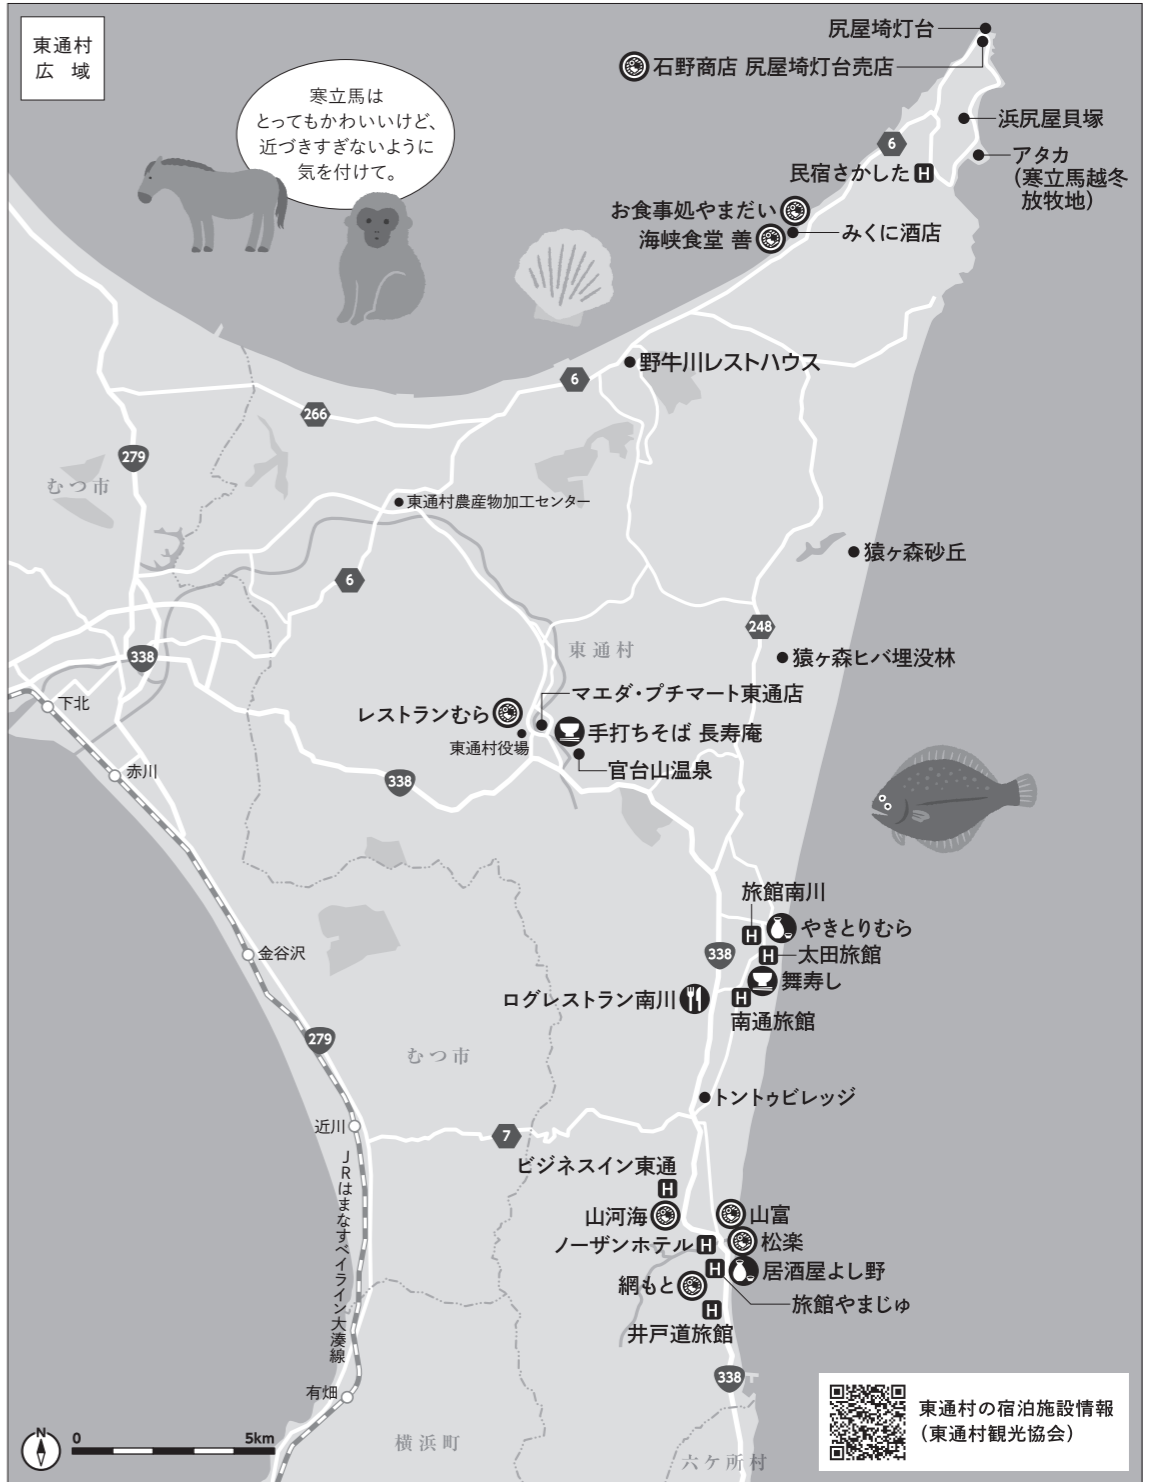 東通村
広　域
寒立馬は
とってもかわいいけど、
近づきすぎないように
気を付けて。
尻屋埼灯台
石野商店 尻屋埼灯台売店
浜尻屋貝塚
6
アタカ
（寒立馬越冬
放牧地）
民宿さかした H
お食事処やまだい
海峡食堂 善
みくに酒店
野牛川レストハウス
6
266
279
むつ市
東通村農産物加工センター
猿ヶ森砂丘
6
248
東通村
338
猿ヶ森ヒバ埋没林
マエダ・プチマート東通店
下北
レストランむら
手打ちそば 長寿庵
東通村役場
官台山温泉
赤川
338
旅館南川
H
やきとりむら
338
H
太田旅館
金谷沢
舞寿し
ログレストラン南川
H
南通旅館
279
むつ市
トントゥビレッジ
近川
7
JRはまなすベイライン大湊線
ビジネスイン東通
H
山河海
山富
ノーザンホテル H
松楽
H
居酒屋よし野
網もと
旅館やまじゅ
H
井戸道旅館
338
有畑
横浜町
六ケ所村
N
0
5km
東通村の宿泊施設情報
（東通村観光協会）